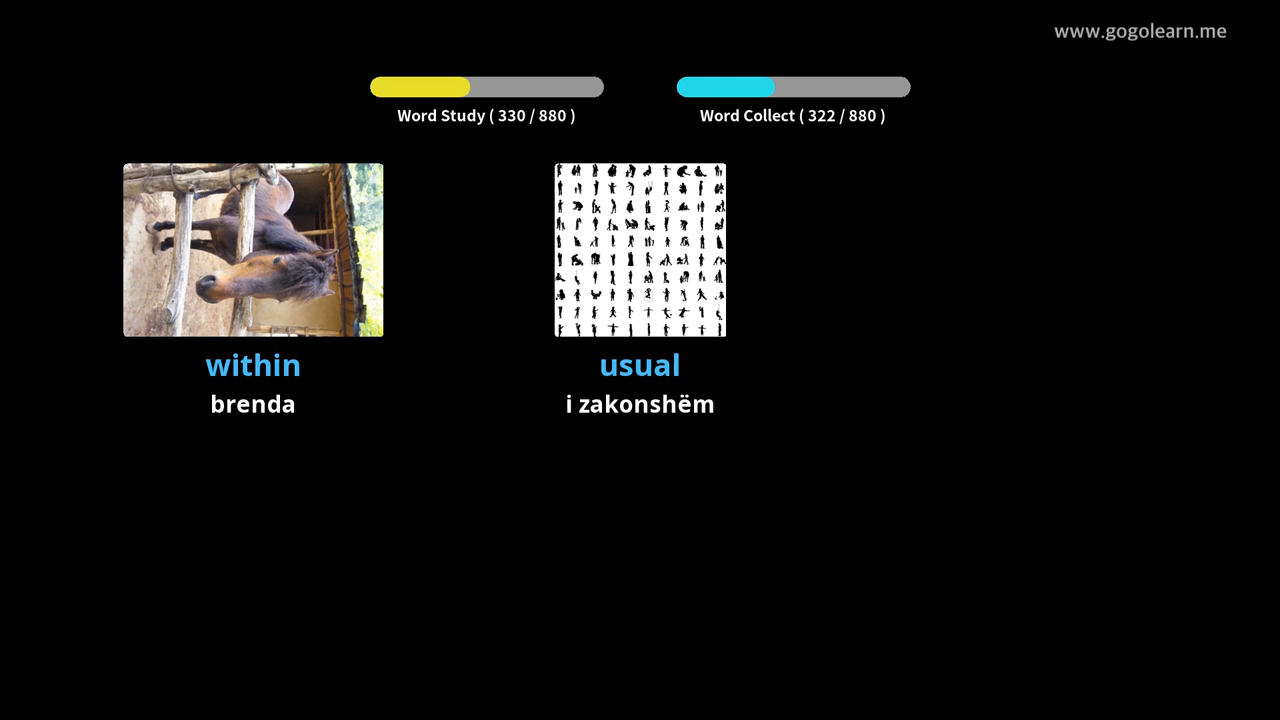 www.gogolearn.me
Word Study ( 330 / 880 )
Word Collect ( 322 / 880 )
within
brenda
usual
i zakonshëm